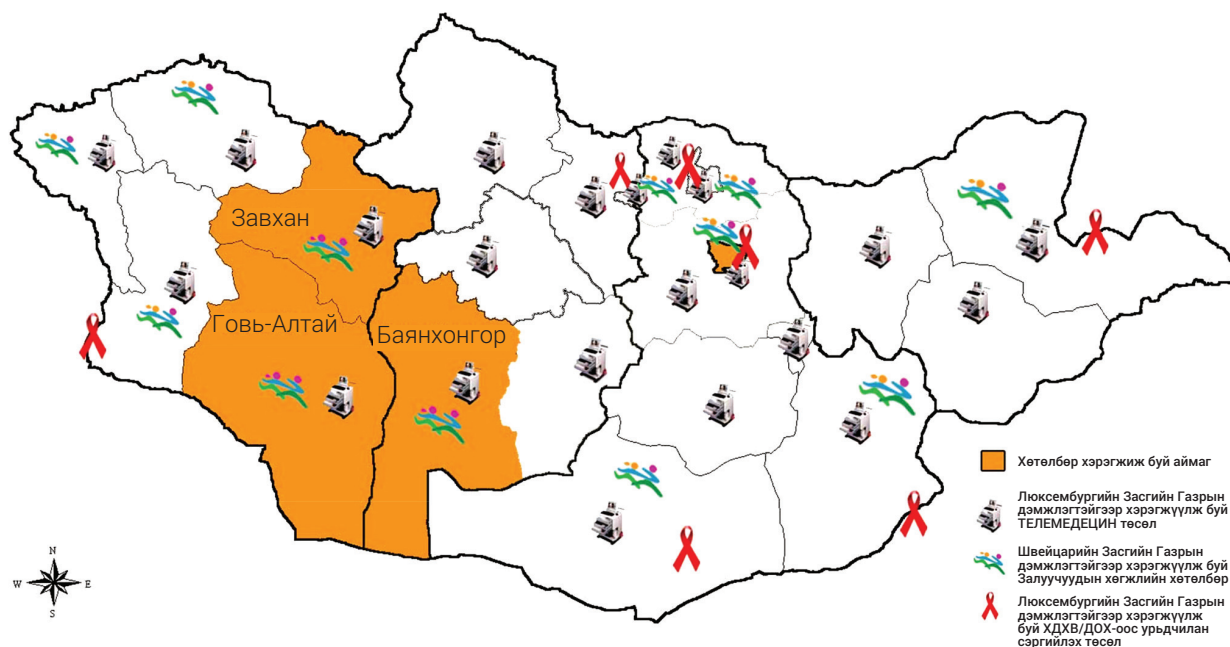 Завхан
Говь-Алтай
Баянхонгор
Хөтөлбөр хэрэгжиж буй аймаг
Люксембургийн Засгийн Газрын
дэмжлэгтэйгээр хэрэгжүүлж буй
ТЕЛЕМЕДЕЦИН төсөл
Швейцарийн Засгийн Газрын
дэмжлэгтэйгээр хэрэгжүүлж буй
Залуучуудын хөгжлийн хөтөлбөр
Люксембургийн Засгийн Газрын
дэмжлэгтэйгээр хэрэгжүүлж
буй ХДХВ/ДОХ-оос урьдчилан
сэргийлэх төсөл
N
W E
S